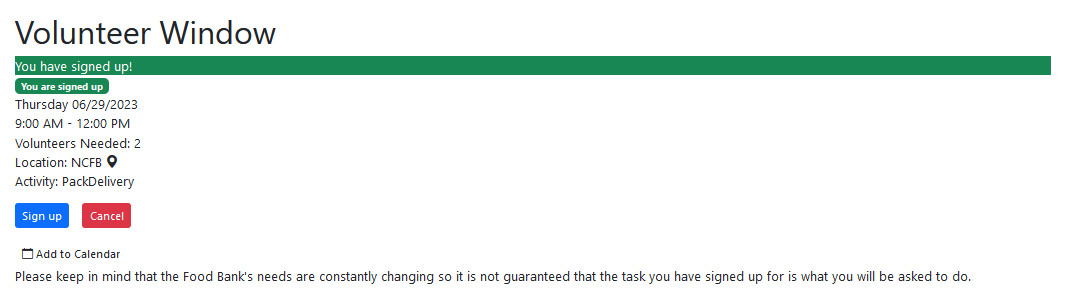 Volunteer Window
You have signed up!
You are signed up
Thursday 06/29/2023
9:00 AM - 12:00 PM
Volunteers Needed: 2
Location: NCFB
Activity: PackDelivery
Sign up Cancel
Add to Calendar
Please keep in mind that the Food Bank's needs are constantly changing so it is not guaranteed that the task you have signed up for is what you will be asked to do.